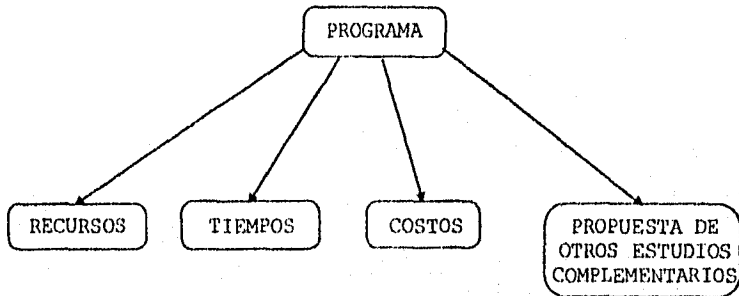 PROGRAMA
RECURSOS
TIEMPOS
COSTOS
PROPUESTA DE
OTROS ESTUDIOS
COMPLEMENTARIOS